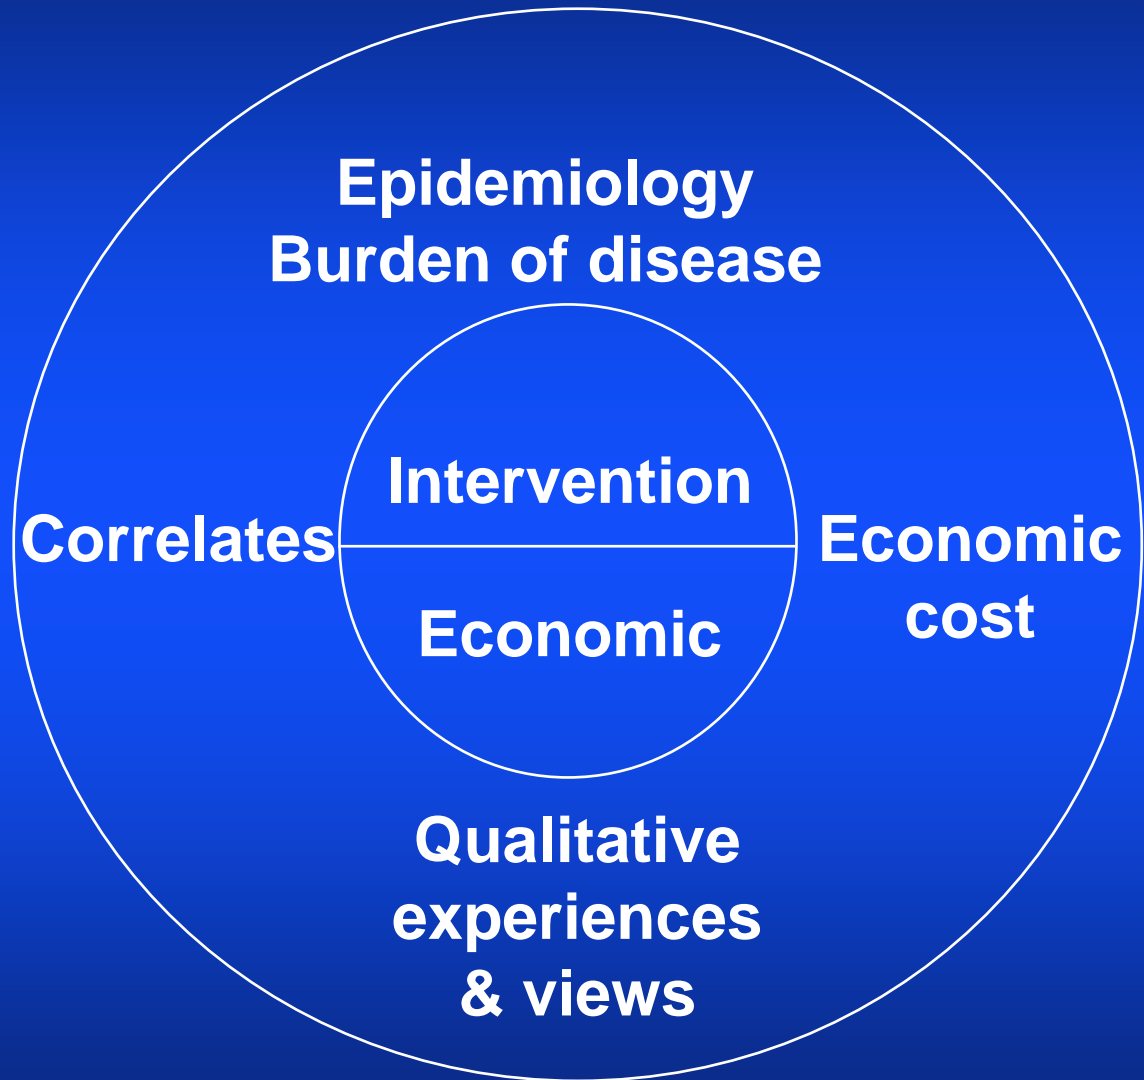 Epidemiology
Burden of disease
Intervention
Correlates
Economic
cost
Economic
Qualitative
experiences
& views